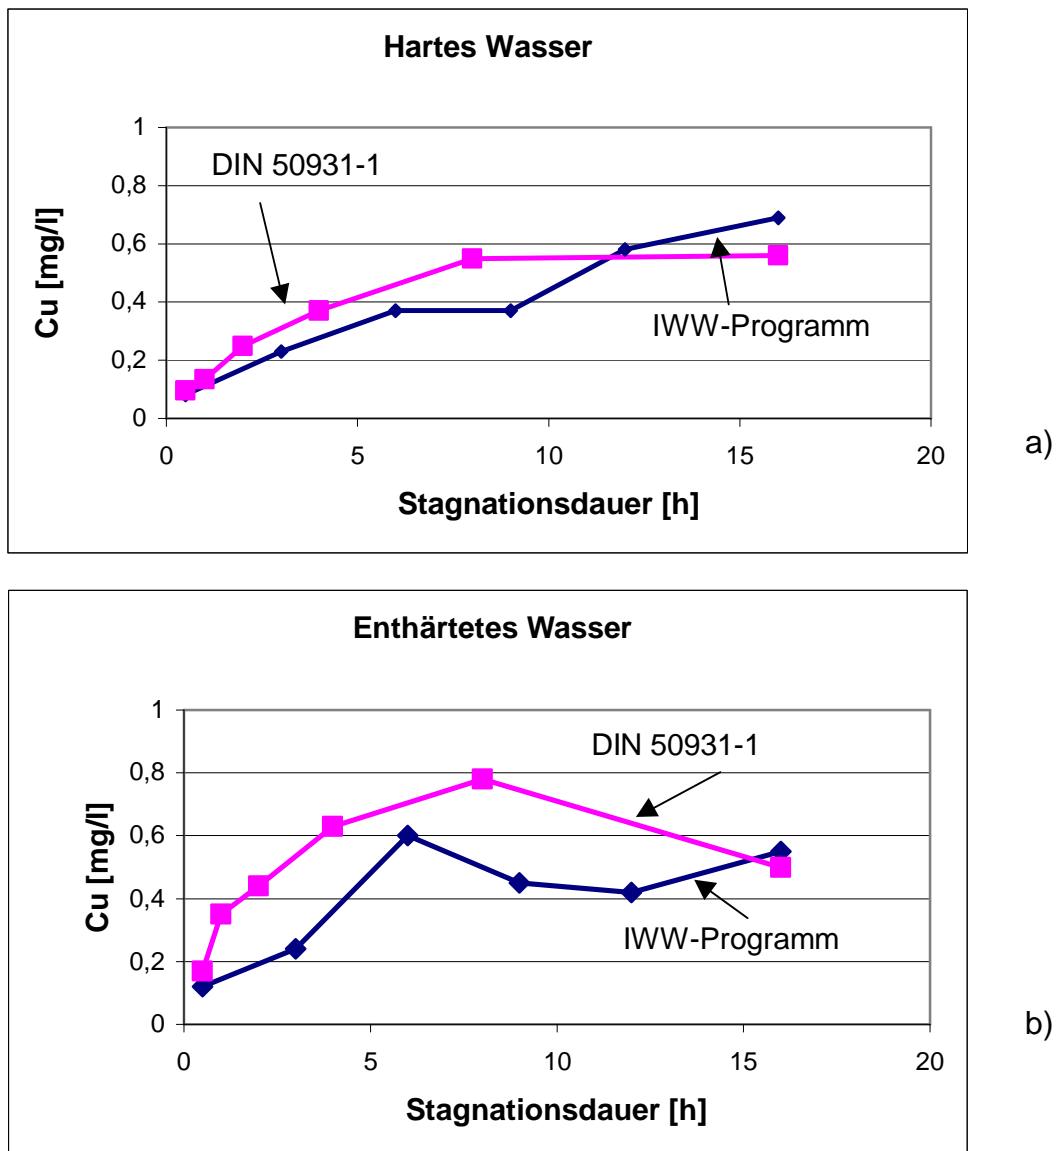 Hartes Wasser
1
DIN 50931-1
0,8
0,6
0,4
IWW-Programm
0,2
0
0 5 10 15 20
Cu [mg/l]
Stagnationsdauer [h]
a)
Enthärtetes Wasser
1
DIN 50931-1
0,8
0,6
0,4
IWW-Programm
0,2
0
0 5 10 15 20
Cu [mg/l]
Stagnationsdauer [h]
b)